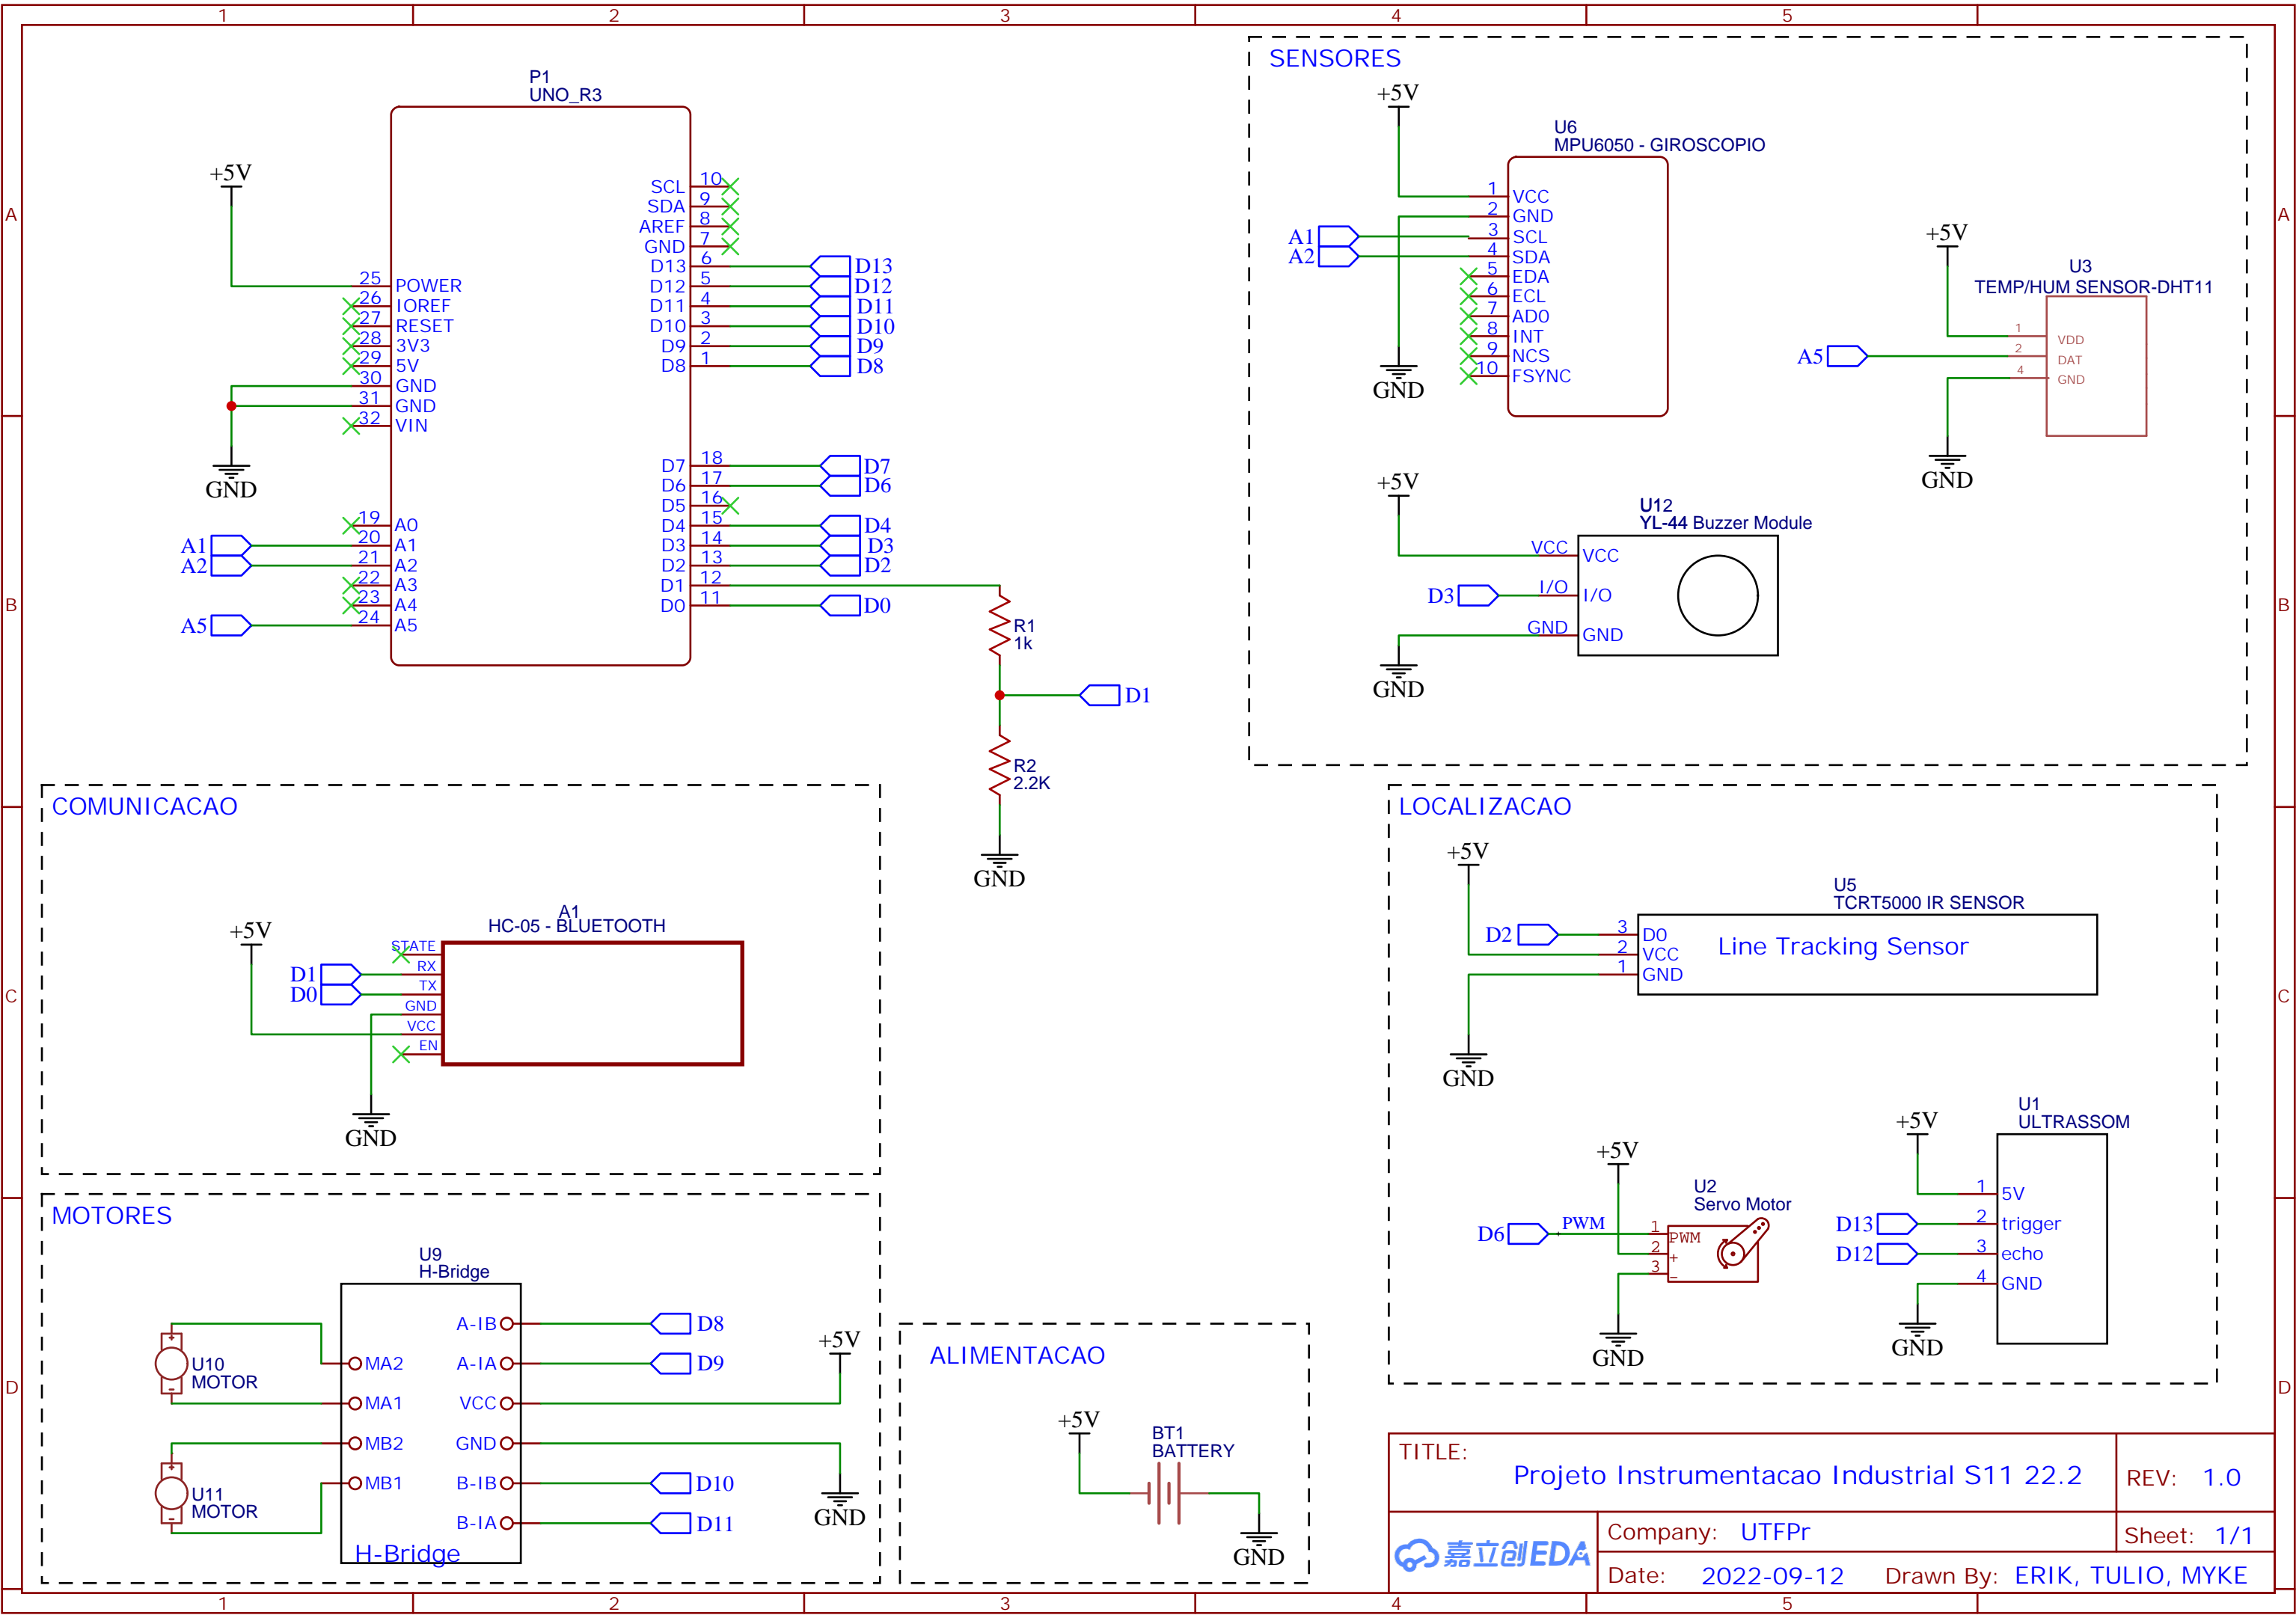 1 2 3 4 5
A
B
C
D
P1
UNO_R3
+5V
25 POWER
26 IOREF
27 RESET
28 3V3
29 5V
30 GND
31 GND
32 VIN
GND
19 A0
A1 20 A1
A2 21 A2
22 A3
23 A4
A5 24 A5
SCL 10
SDA 9
AREF 8
GND 7
D13 6 D13
D12 5 D12
D11 4 D11
D10 3 D10
D9 2 D9
D8 1 D8
D7 18 D7
D6 17 D6
D5 16
D4 15 D4
D3 14 D3
D2 13 D2
D1 12
D0 11 D0
R1
1k
D1
R2
2.2K
GND
SENSORES
+5V
U6
MPU6050 - GIROSCOPIO
1 VCC
2 GND
A1 3 SCL
A2 4 SDA
5 EDA
6 ECL
7 AD0
8 INT
9 NCS
10 FSYNC
GND
+5V
U3
TEMP/HUM SENSOR-DHT11
1 VDD
A5 2 DAT
4 GND
GND
+5V
U12
YL-44 Buzzer Module
VCC VCC
D3 I/O I/O
GND GND
GND
COMUNICACAO
+5V
A1
HC-05 - BLUETOOTH
STATE
D1 RX
D0 TX
GND
VCC
EN
GND
LOCALIZACAO
+5V
U5
TCRT5000 IR SENSOR
D2 3 D0
2 VCC
1 GND
Line Tracking Sensor
GND
+5V
U2
Servo Motor
D6 PWM 1 PWM
2 +
3 -
GND
+5V
U1
ULTRASSOM
1 5V
D13 2 trigger
D12 3 echo
4 GND
GND
MOTORES
U9
H-Bridge
+ U10
- MOTOR
+ U11
- MOTOR
MA2
MA1
MB2
MB1
A-IB D8
A-IA D9
VCC
GND
B-IB D10
B-IA D11
+5V
GND
H-Bridge
ALIMENTACAO
+5V
BT1
BATTERY
GND
TITLE:
Projeto Instrumentacao Industrial S11 22.2
REV: 1.0
嘉立创EDA
Company: UTFPr
Sheet: 1/1
Date: 2022-09-12
Drawn By: ERIK, TULIO, MYKE
A
B
C
D
1 2 3 4 5